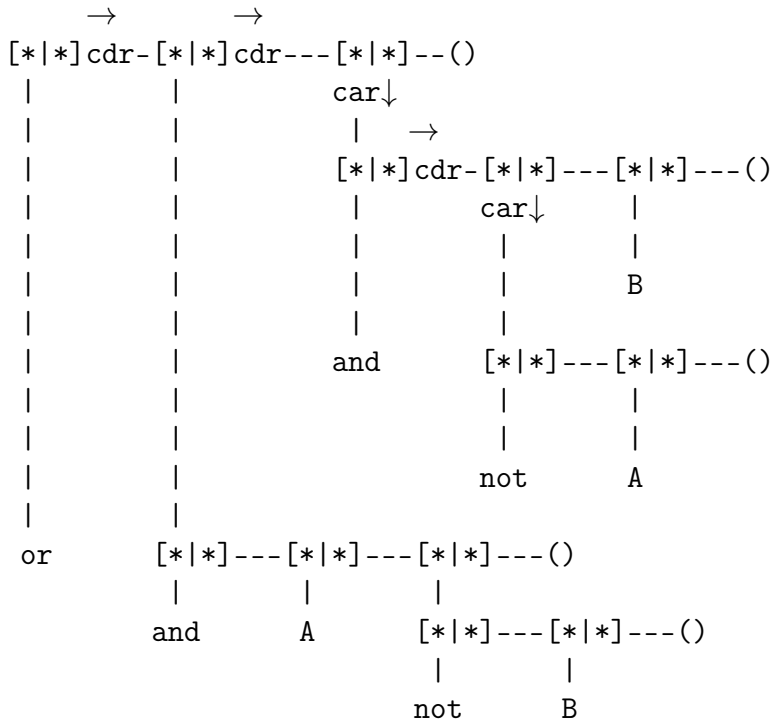 → →
[*|*]cdr-[*|*]cdr---[*|*]--()
| | car↓
| | | →
| | [*|*]cdr-[*|*]---[*|*]---()
| | | car↓ |
| | | | |
| | | | B
| | | |
| | and [*|*]---[*|*]---()
| | | |
| | | |
| | not A
| |
or [*|*]---[*|*]---[*|*]---()
| | |
and A [*|*]---[*|*]---()
| |
not B